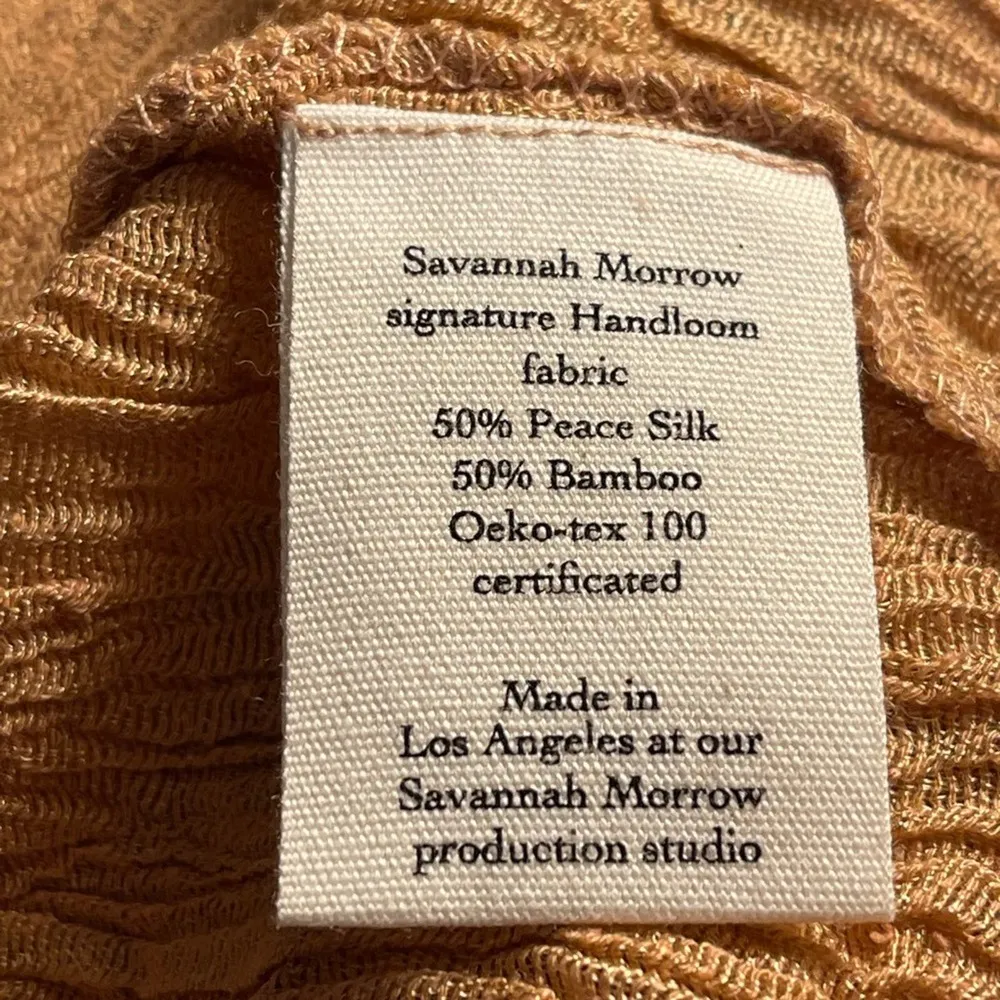 Savannah Morrow
signature Handloom
fabric
50% Peace Silk
50% Bamboo
Oeko-tex 100
certificated
Made in
Los Angeles at our
Savannah Morrow
production studio